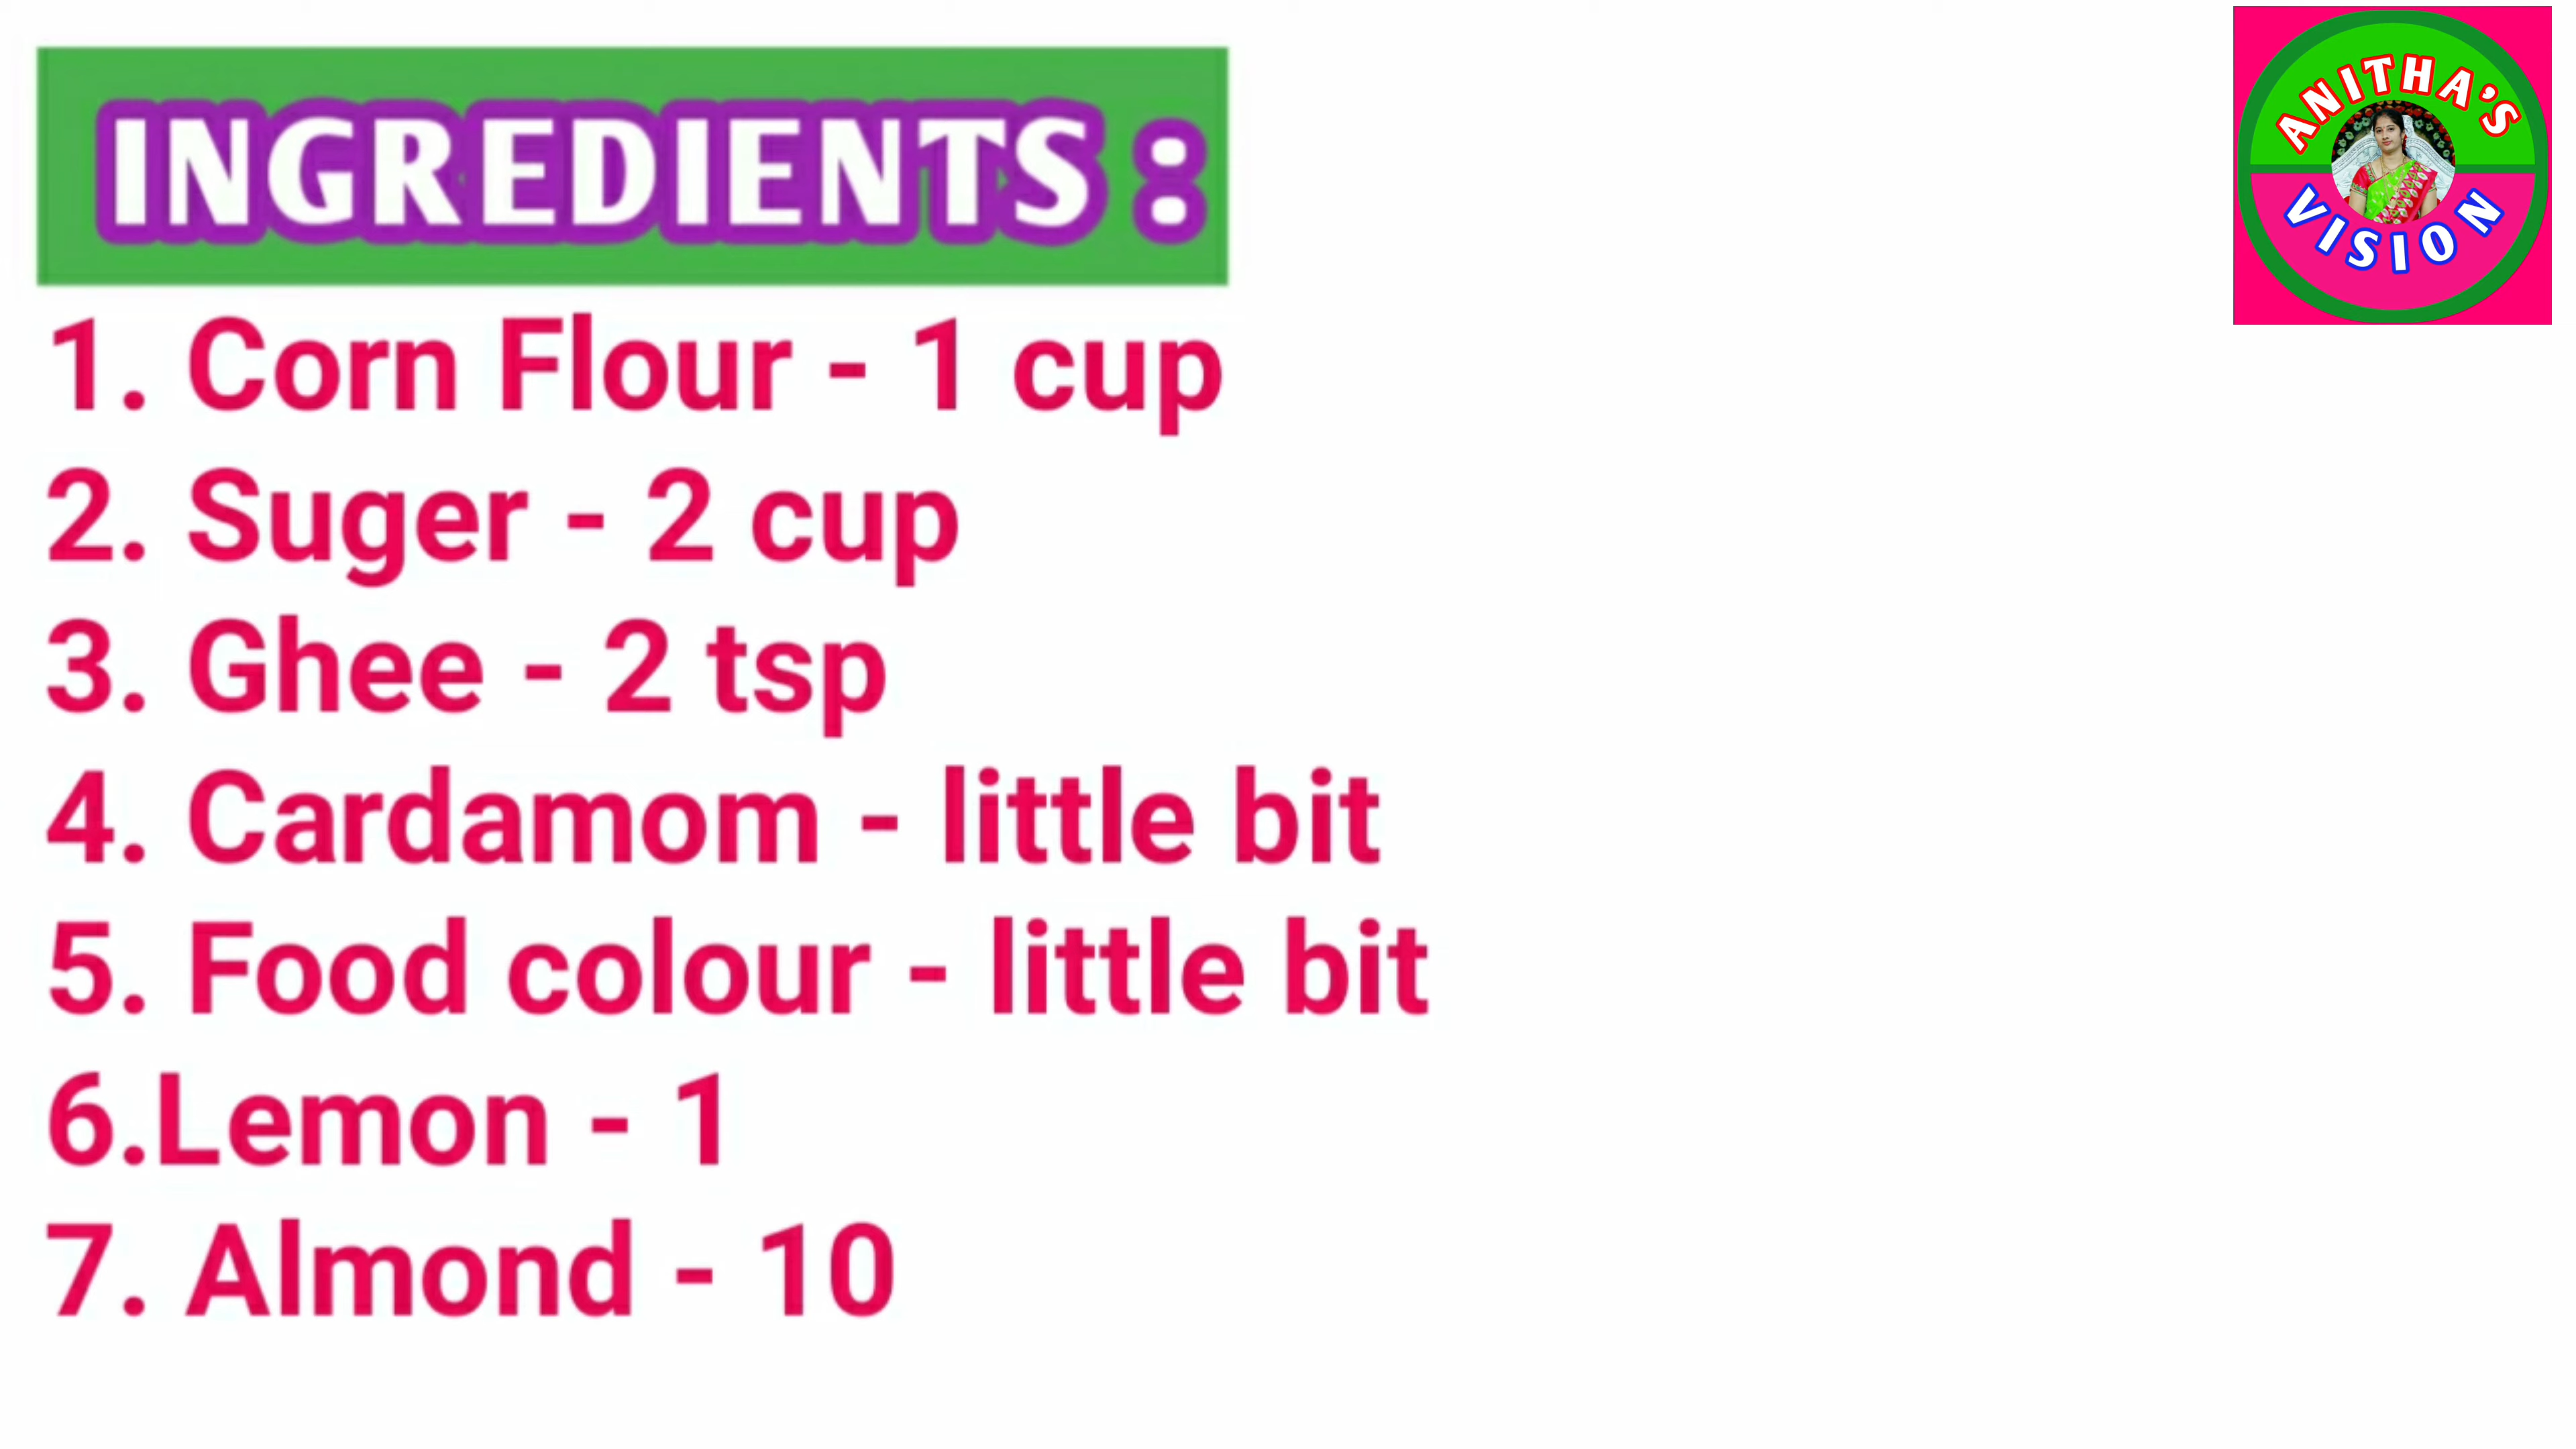 INGREDIENTS :
ANITHA'S
VISION
1. Corn Flour - 1 cup
2. Suger - 2 cup
3. Ghee - 2 tsp
4. Cardamom - little bit
5. Food colour - little bit
6.Lemon - 1
7. Almond - 10